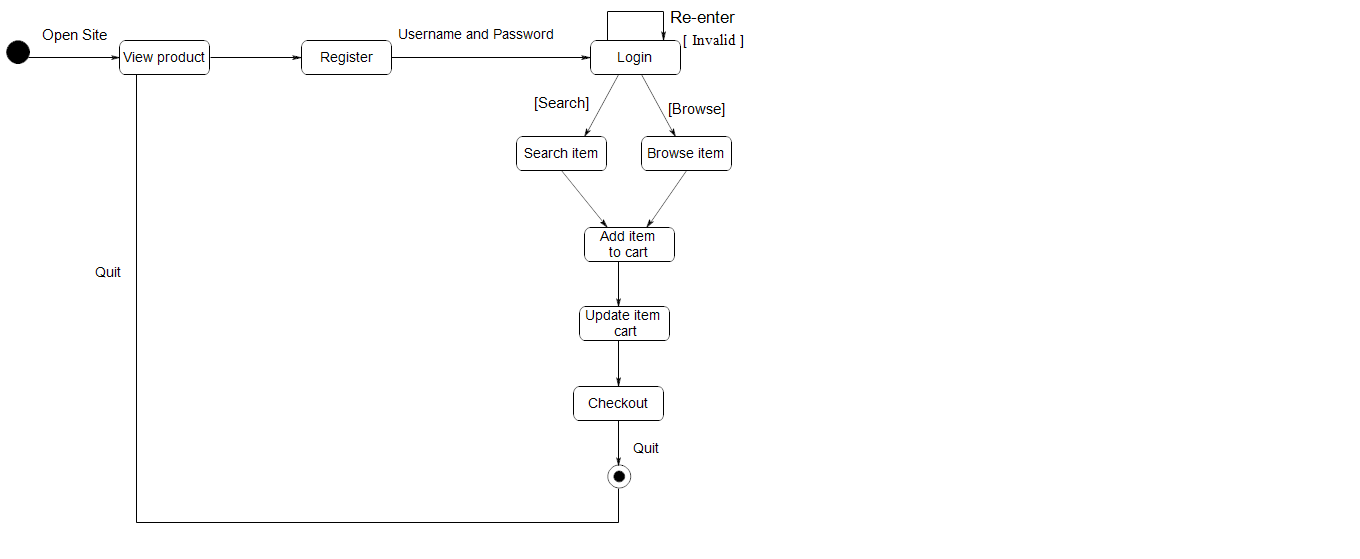 Open Site
View product
Register
Username and Password
Re-enter
[ Invalid ]
Login
[Search]
[Browse]
Search item
Browse item
Add item
to cart
Update item
cart
Checkout
Quit
Quit